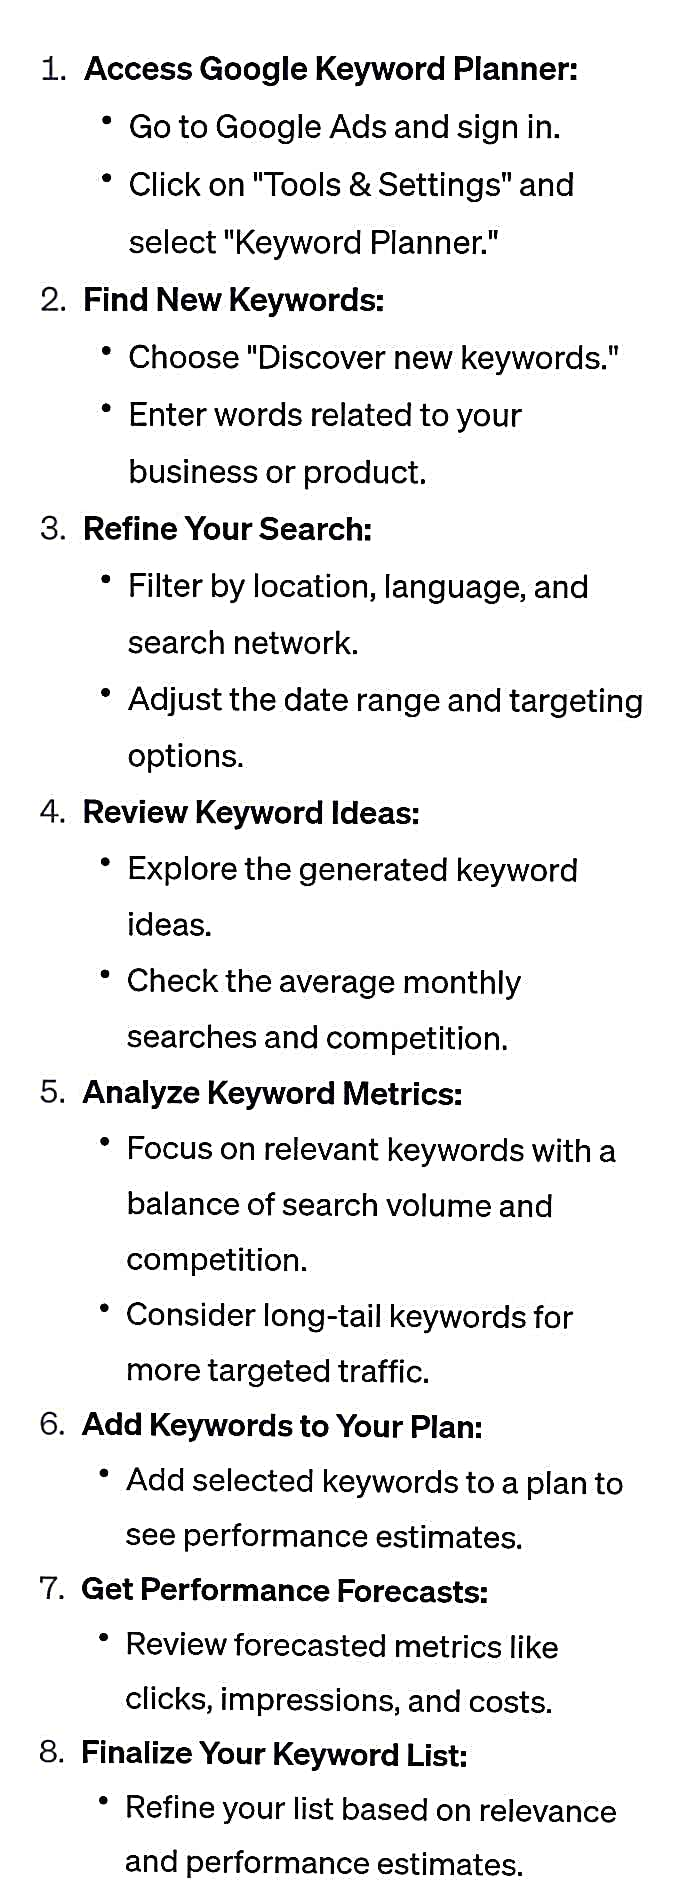 1. Access Google Keyword Planner:
• Go to Google Ads and sign in.
• Click on "Tools & Settings" and
select "Keyword Planner."
2. Find New Keywords:
• Choose "Discover new keywords."
• Enter words related to your
business or product.
3. Refine Your Search:
• Filter by location, language, and
search network.
• Adjust the date range and targeting
options.
4. Review Keyword Ideas:
• Explore the generated keyword
ideas.
• Check the average monthly
searches and competition.
5. Analyze Keyword Metrics:
• Focus on relevant keywords with a
balance of search volume and
competition.
• Consider long-tail keywords for
more targeted traffic.
6. Add Keywords to Your Plan:
• Add selected keywords to a plan to
see performance estimates.
7. Get Performance Forecasts:
• Review forecasted metrics like
clicks, impressions, and costs.
8. Finalize Your Keyword List:
• Refine your list based on relevance
and performance estimates.